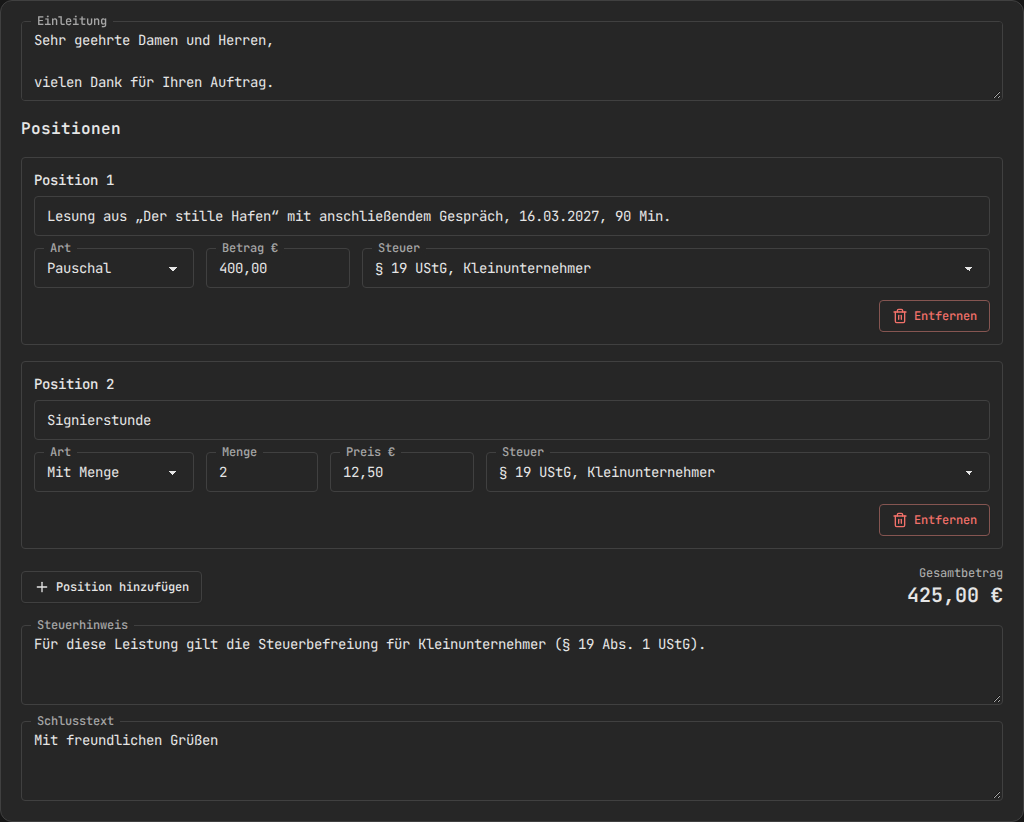 Einleitung
Sehr geehrte Damen und Herren,
vielen Dank für Ihren Auftrag.
Positionen
Position 1
Lesung aus „Der stille Hafen“ mit anschließendem Gespräch, 16.03.2027, 90 Min.
Art Betrag € Steuer
Pauschal 400,00 § 19 UStG, Kleinunternehmer
Entfernen
Position 2
Signierstunde
Art Menge Preis € Steuer
Mit Menge 2 12,50 § 19 UStG, Kleinunternehmer
Entfernen
Position hinzufügen
Gesamtbetrag
425,00 €
Steuerhinweis
Für diese Leistung gilt die Steuerbefreiung für Kleinunternehmer (§ 19 Abs. 1 UStG).
Schlusstext
Mit freundlichen Grüßen